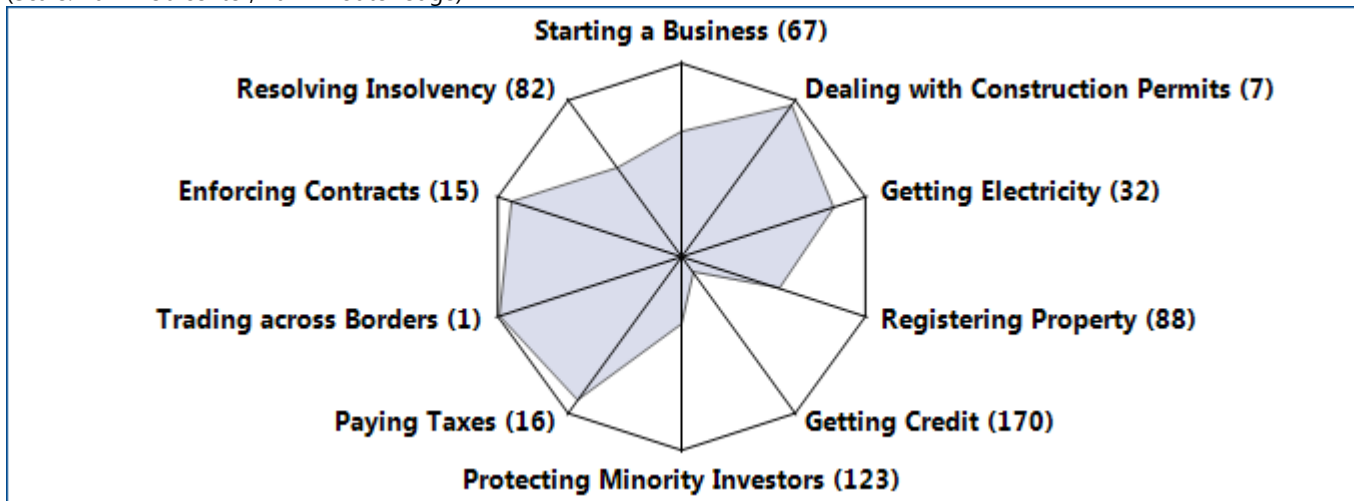 Starting a Business (67)
Resolving Insolvency (82)
Dealing with Construction Permits (7)
Enforcing Contracts (15)
Getting Electricity (32)
Trading across Borders (1)
Registering Property (88)
Paying Taxes (16)
Getting Credit (170)
Protecting Minority Investors (123)